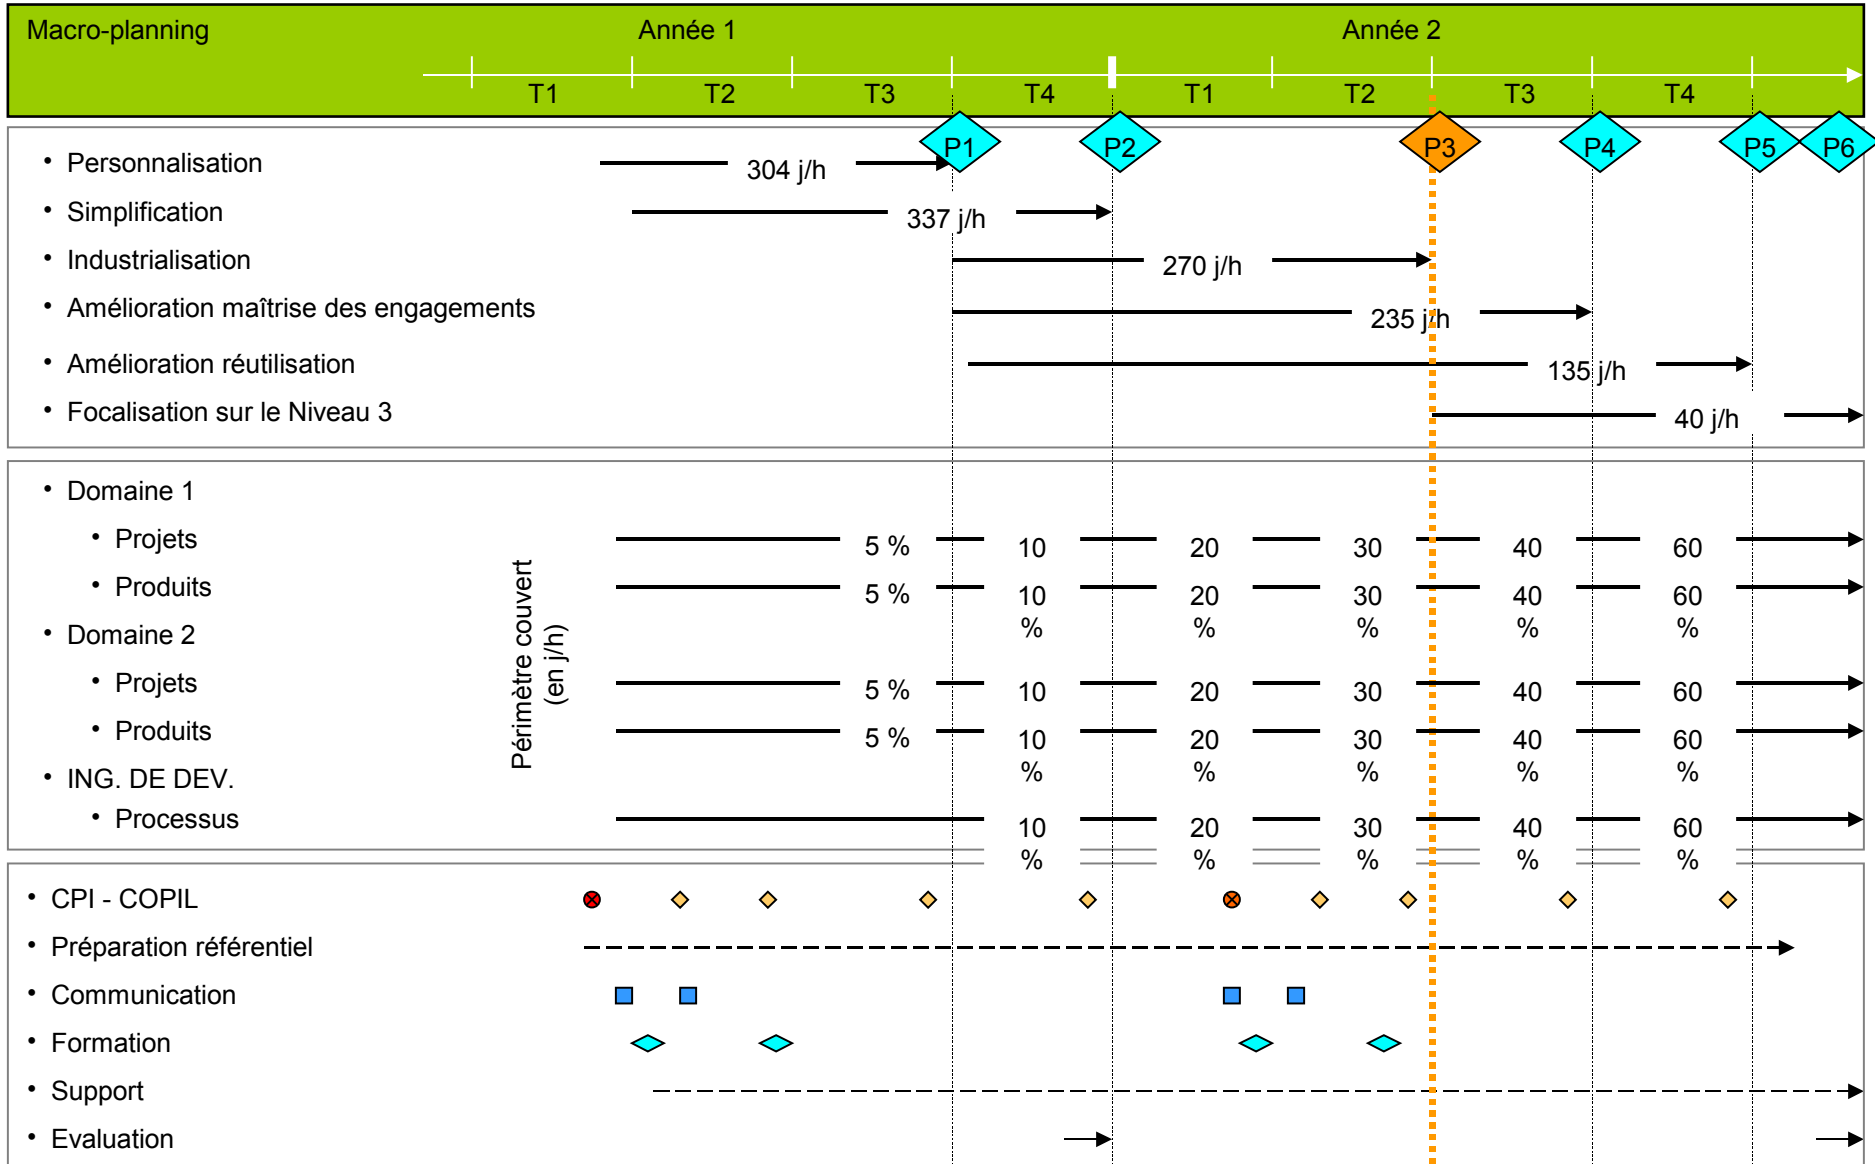 Macro-planning Année 1 Année 2
T1 T2 T3 T4 T1 T2 T3 T4
P1 P2 P3 P4 P5 P6
• Personnalisation 304 j/h
• Simplification 337 j/h
• Industrialisation 270 j/h
• Amélioration maîtrise des engagements 235 j/h
• Amélioration réutilisation 135 j/h
• Focalisation sur le Niveau 3 40 j/h
Périmètre couvert
(en j/h)
• Domaine 1
• Projets 5 % 10 20 30 40 60
• Produits 5 % 10 20 30 40 60
% % % % %
• Domaine 2
• Projets 5 % 10 20 30 40 60
• Produits 5 % 10 20 30 40 60
% % % % %
• ING. DE DEV.
• Processus 10 20 30 40 60
% % % % %
• CPI - COPIL
• Préparation référentiel
• Communication
• Formation
• Support
• Evaluation